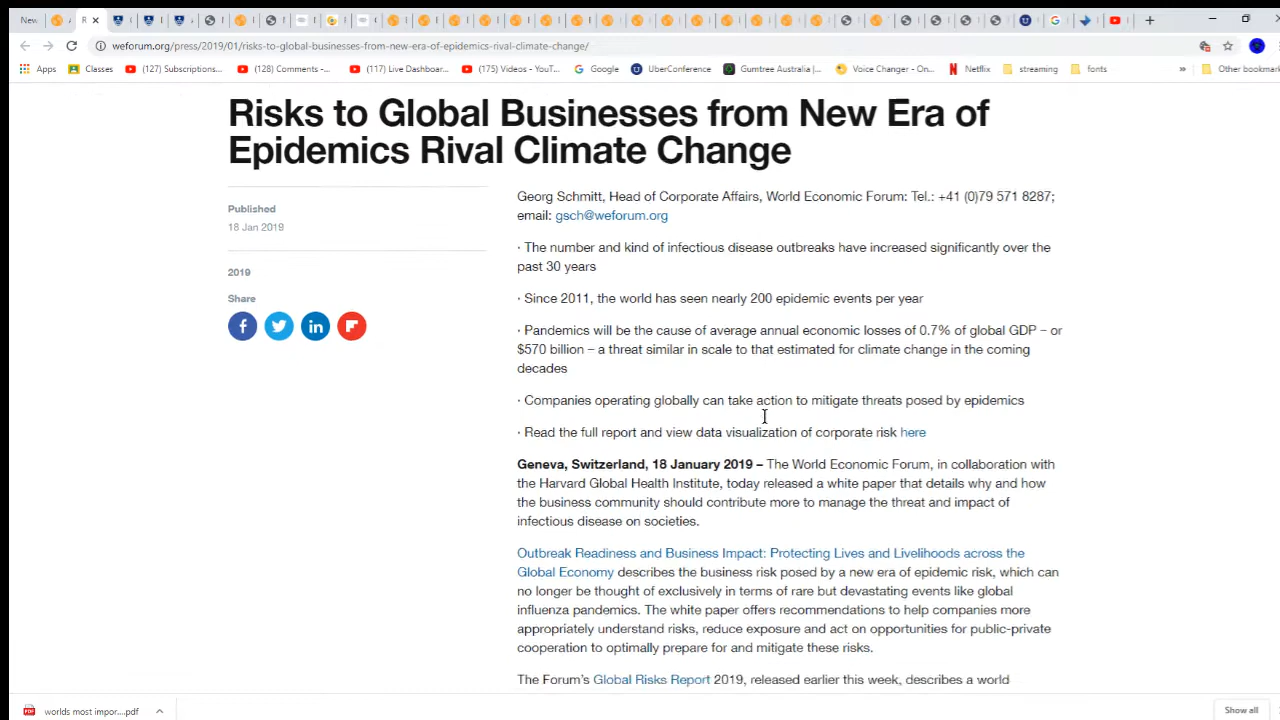 New
weforum.org/press/2019/01/risks-to-global-businesses-from-new-era-of-epidemics-rival-climate-change/
Apps
Classes
(127) Subscriptions...
(128) Comments -...
(117) Live Dashboar...
(175) Videos - YouT...
Google
UberConference
Gumtree Australia |...
Voice Changer - On...
Netflix
streaming
fonts
»
Other bookmark
Risks to Global Businesses from New Era of
Epidemics Rival Climate Change
Published
18 Jan 2019
2019
Share
Georg Schmitt, Head of Corporate Affairs, World Economic Forum: Tel.: +41 (0)79 571 8287;
email: gsch@weforum.org
· The number and kind of infectious disease outbreaks have increased significantly over the
past 30 years
· Since 2011, the world has seen nearly 200 epidemic events per year
· Pandemics will be the cause of average annual economic losses of 0.7% of global GDP – or
$570 billion – a threat similar in scale to that estimated for climate change in the coming
decades
· Companies operating globally can take action to mitigate threats posed by epidemics
· Read the full report and view data visualization of corporate risk here
Geneva, Switzerland, 18 January 2019 – The World Economic Forum, in collaboration with
the Harvard Global Health Institute, today released a white paper that details why and how
the business community should contribute more to manage the threat and impact of
infectious disease on societies.
Outbreak Readiness and Business Impact: Protecting Lives and Livelihoods across the
Global Economy describes the business risk posed by a new era of epidemic risk, which can
no longer be thought of exclusively in terms of rare but devastating events like global
influenza pandemics. The white paper offers recommendations to help companies more
appropriately understand risks, reduce exposure and act on opportunities for public-private
cooperation to optimally prepare for and mitigate these risks.
The Forum's Global Risks Report 2019, released earlier this week, describes a world
worlds most impor....pdf
Show all